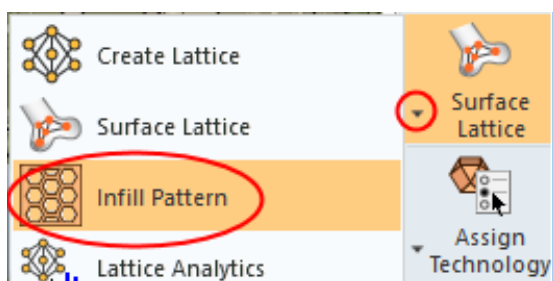 Create Lattice
Surface Lattice
Infill Pattern
Lattice Analytics
Surface
Lattice
Assign
Technology